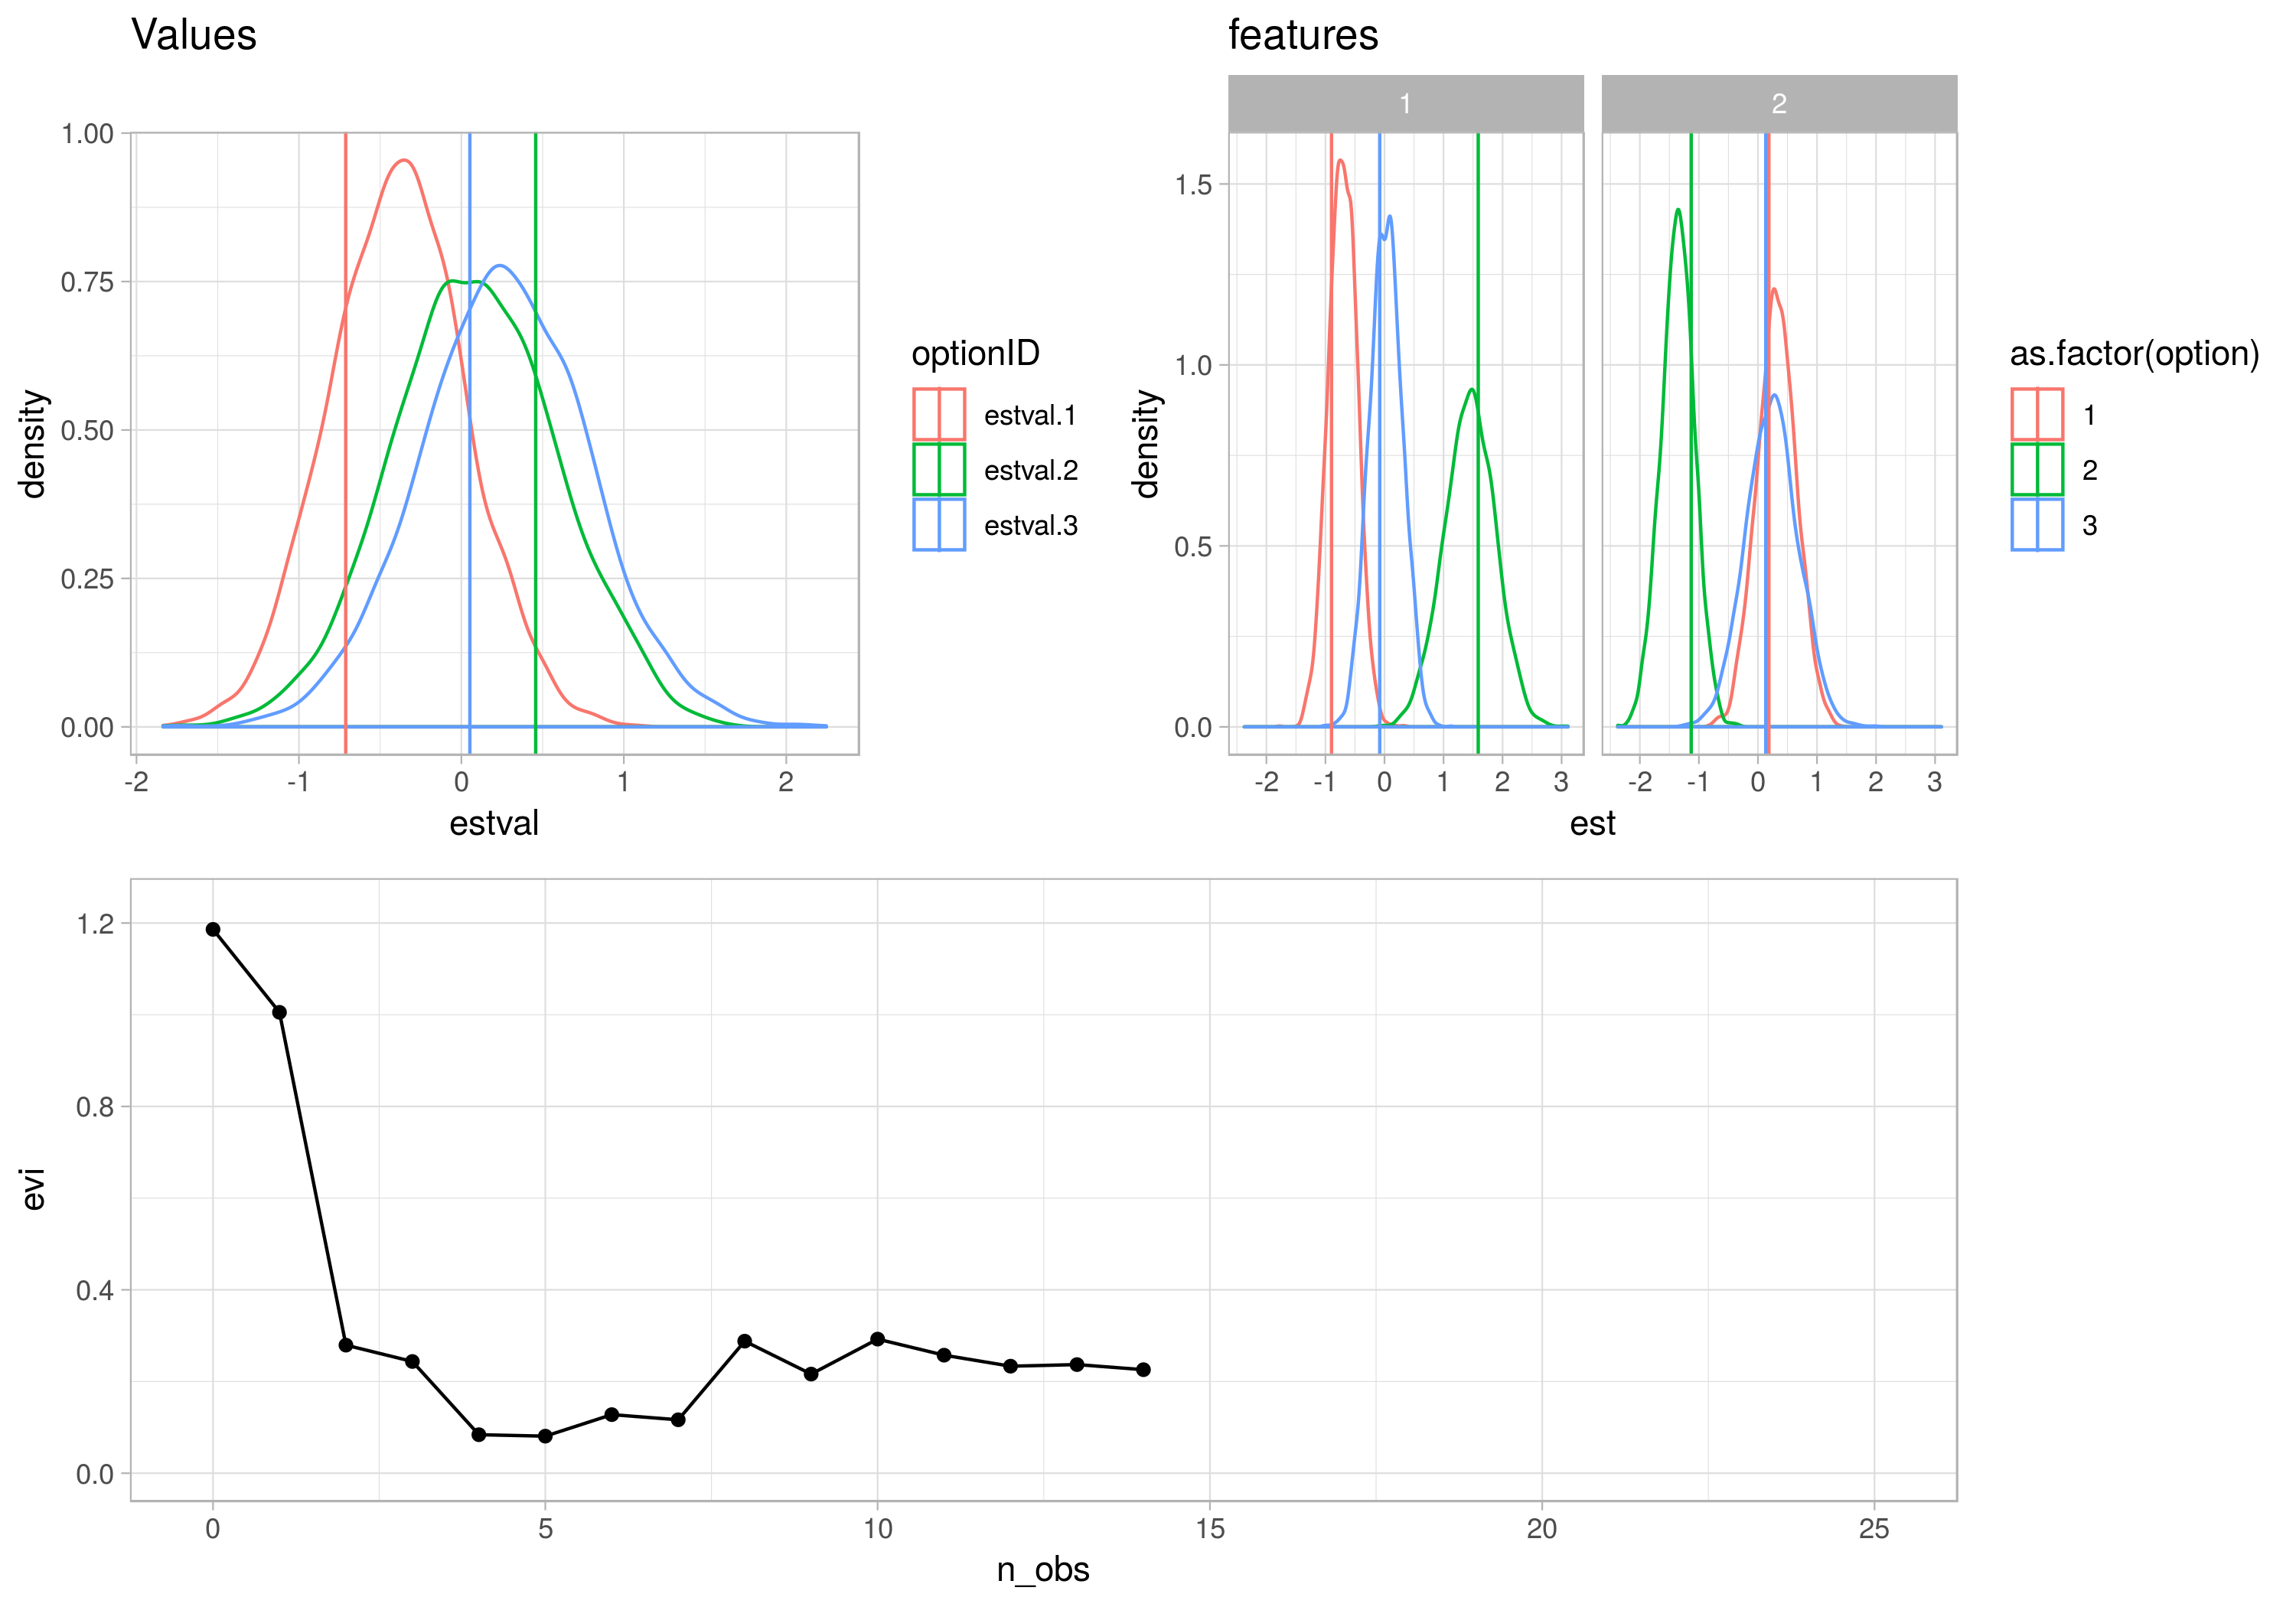 Values
1.00
0.75
0.50
0.25
0.00
density
-2 -1 0 1 2
estval
optionID
estval.1
estval.2
estval.3
features
1 2
1.5
1.0
0.5
0.0
density
-2 -1 0 1 2 3 -2 -1 0 1 2 3
est
as.factor(option)
1
2
3
1.2
0.8
0.4
0.0
evi
0 5 10 15 20 25
n_obs